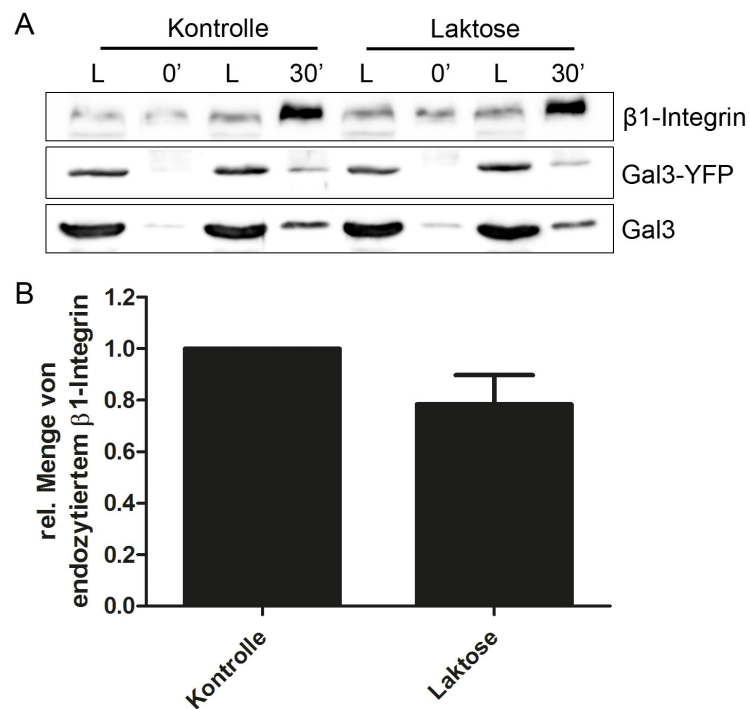 A
Kontrolle Laktose
L 0' L 30' L 0' L 30'
β1-Integrin
Gal3-YFP
Gal3
B
rel. Menge von
endozytiertem β1-Integrin
1.2
1.0
0.8
0.6
0.4
0.2
0.0
Kontrolle
Laktose